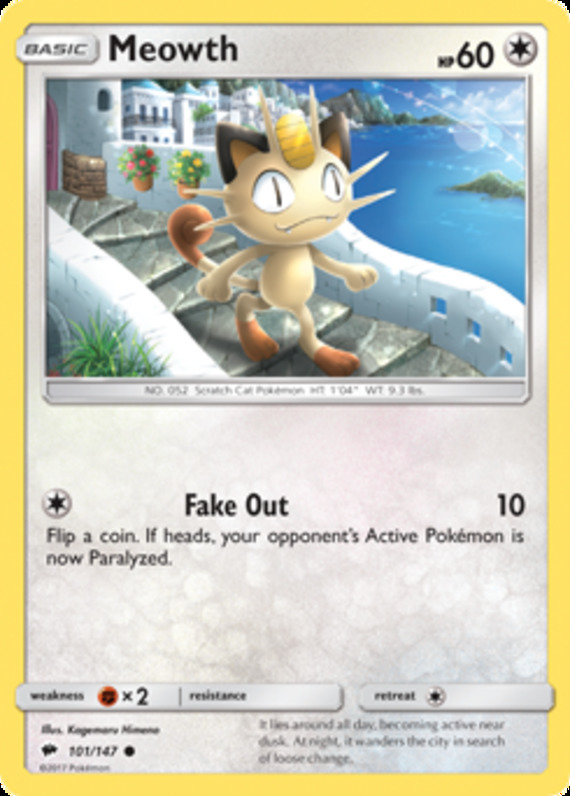 BASIC Meowth HP 60
NO. 052 Scratch Cat Pokémon HT: 1'04" WT: 9.3 lbs.
Fake Out 10
Flip a coin. If heads, your opponent's Active Pokémon is
now Paralyzed.
weakness ×2 resistance retreat
Illus. Kagemaru Himeno
101/147
©2017 Pokémon
It lies around all day, becoming active near
dusk. At night, it wanders the city in search
of loose change.